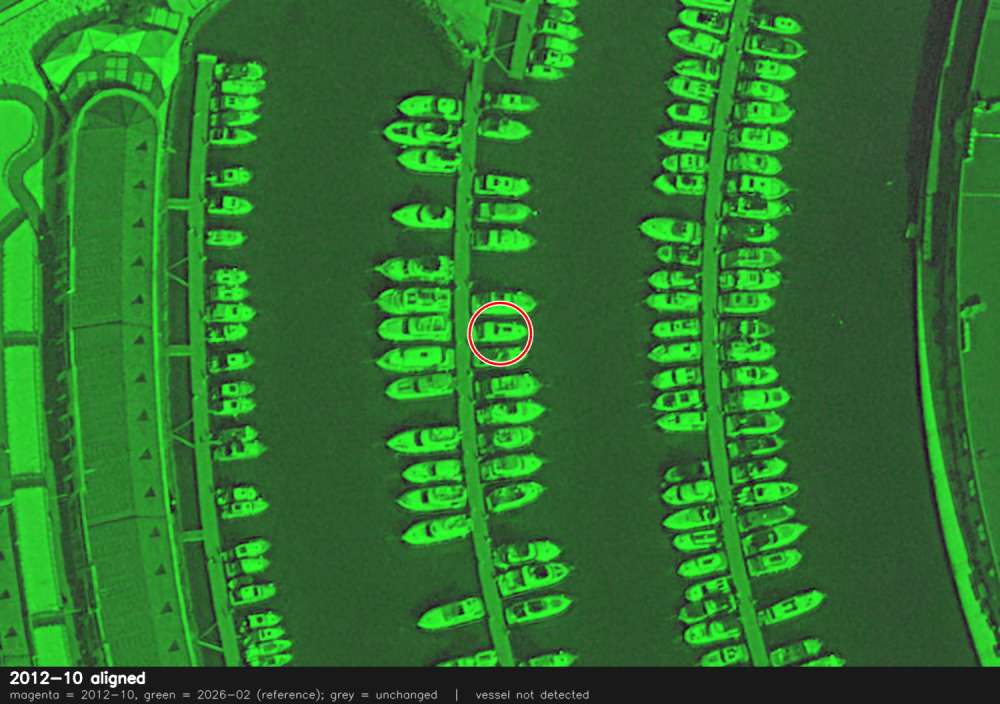 2012-10 aligned
magenta = 2012-10, green = 2026-02 (reference); grey = unchanged | vessel not detected